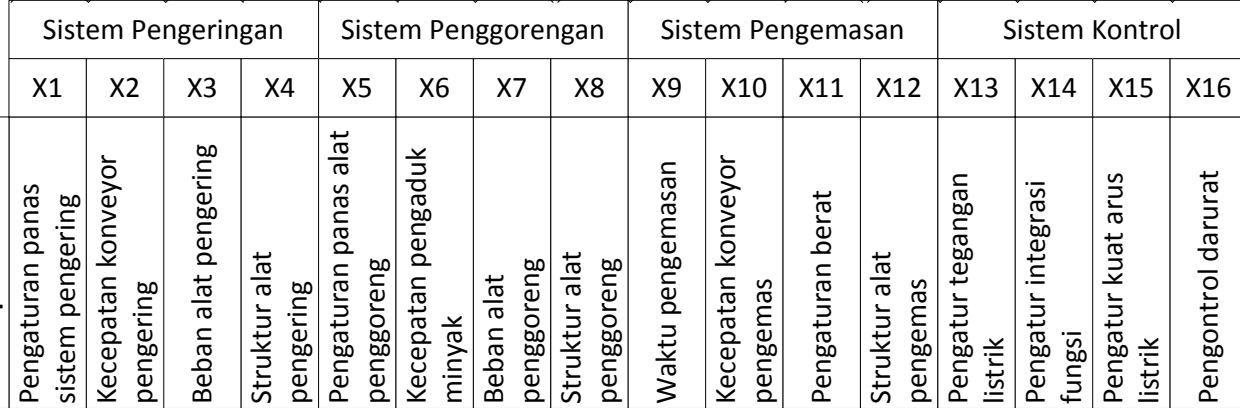 Sistem Pengeringan Sistem Penggorengan Sistem Pengemasan Sistem Kontrol
X1 X2 X3 X4 X5 X6 X7 X8 X9 X10 X11 X12 X13 X14 X15 X16
Pengaturan panas
sistem pengering
Kecepatan konveyor
pengering
Beban alat pengering
Struktur alat
pengering
Pengaturan panas alat
penggoreng
Kecepatan pengaduk
minyak
Beban alat
penggoreng
Struktur alat
penggoreng
Waktu pengemasan
Kecepatan konveyor
pengemas
Pengaturan berat
Struktur alat
pengemas
Pengatur tegangan
listrik
Pengatur integrasi
fungsi
Pengatur kuat arus
listrik
Pengontrol darurat